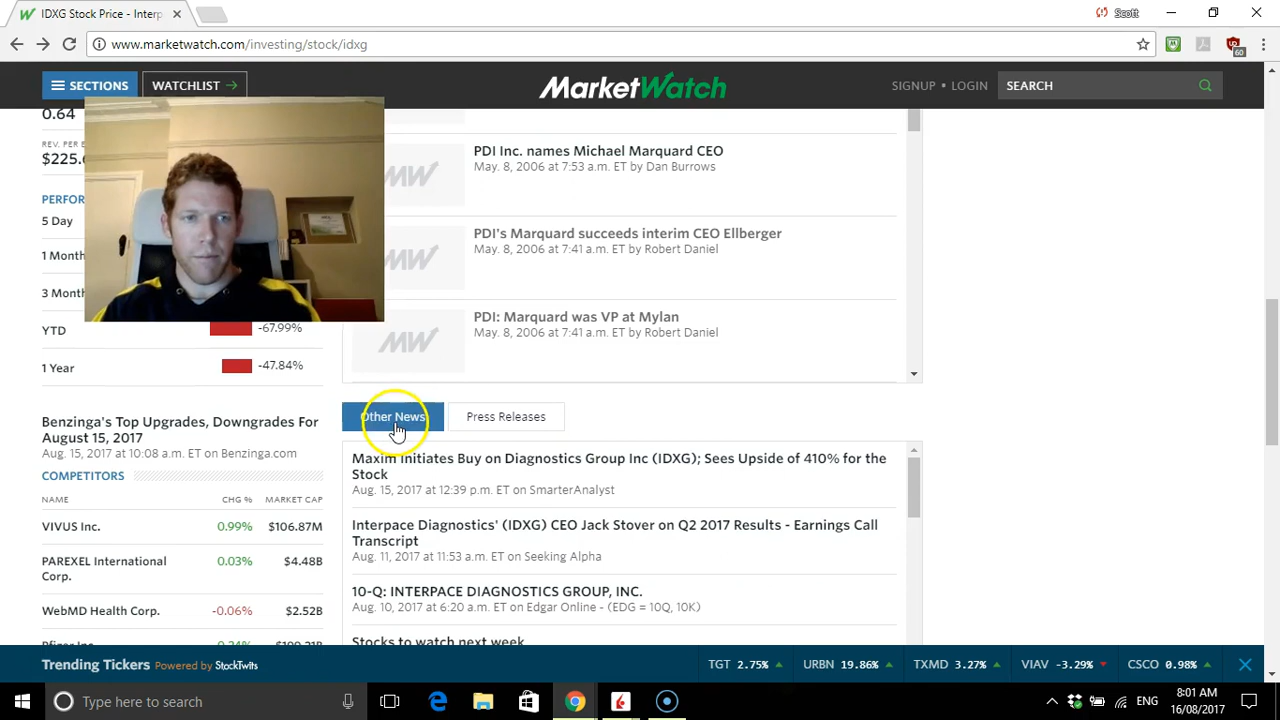 IDXG Stock Price - Interp
Scott
www.marketwatch.com/investing/stock/idxg
60
SECTIONS
WATCHLIST
MarketWatch
SIGNUP • LOGIN
SEARCH
0.64
REV. PER E
$225.
PERFOR
5 Day
1 Month
3 Month
YTD
-67.99%
1 Year
-47.84%
Benzinga's Top Upgrades, Downgrades For
August 15, 2017
Aug. 15, 2017 at 10:08 a.m. ET on Benzinga.com
COMPETITORS
NAME CHG % MARKET CAP
VIVUS Inc. 0.99% $106.87M
PAREXEL International
Corp.
0.03% $4.48B
WebMD Health Corp. -0.06% $2.52B
MW
PDI Inc. names Michael Marquard CEO
May. 8, 2006 at 7:53 a.m. ET by Dan Burrows
MW
PDI's Marquard succeeds interim CEO Ellberger
May. 8, 2006 at 7:41 a.m. ET by Robert Daniel
MW
PDI: Marquard was VP at Mylan
May. 8, 2006 at 7:41 a.m. ET by Robert Daniel
Other News
Press Releases
Maxim Initiates Buy on Diagnostics Group Inc (IDXG); Sees Upside of 410% for the
Stock
Aug. 15, 2017 at 12:39 p.m. ET on SmarterAnalyst
Interpace Diagnostics' (IDXG) CEO Jack Stover on Q2 2017 Results - Earnings Call
Transcript
Aug. 11, 2017 at 11:53 a.m. ET on Seeking Alpha
10-Q: INTERPACE DIAGNOSTICS GROUP, INC.
Aug. 10, 2017 at 6:20 a.m. ET on Edgar Online - (EDG = 10Q, 10K)
Stocks to watch next week
Trending Tickers Powered by StockTwits
TGT 2.75%
URBN 19.86%
TXMD 3.27%
VIAV -3.29%
CSCO 0.98%
Type here to search
ENG
8:01 AM
16/08/2017